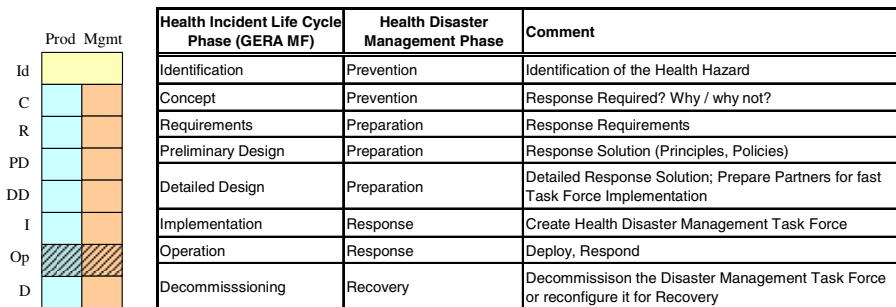 Prod Mgmt
Id
C
R
PD
DD
I
Op
D
Health Incident Life Cycle Phase (GERA MF) Health Disaster Management Phase Comment
Identification Prevention Identification of the Health Hazard
Concept Prevention Response Required? Why / why not?
Requirements Preparation Response Requirements
Preliminary Design Preparation Response Solution (Principles, Policies)
Detailed Design Preparation Detailed Response Solution; Prepare Partners for fast
Task Force Implementation
Implementation Response Create Health Disaster Management Task Force
Operation Response Deploy, Respond
Decommisssioning Recovery Decommissison the Disaster Management Task Force
or reconfigure it for Recovery